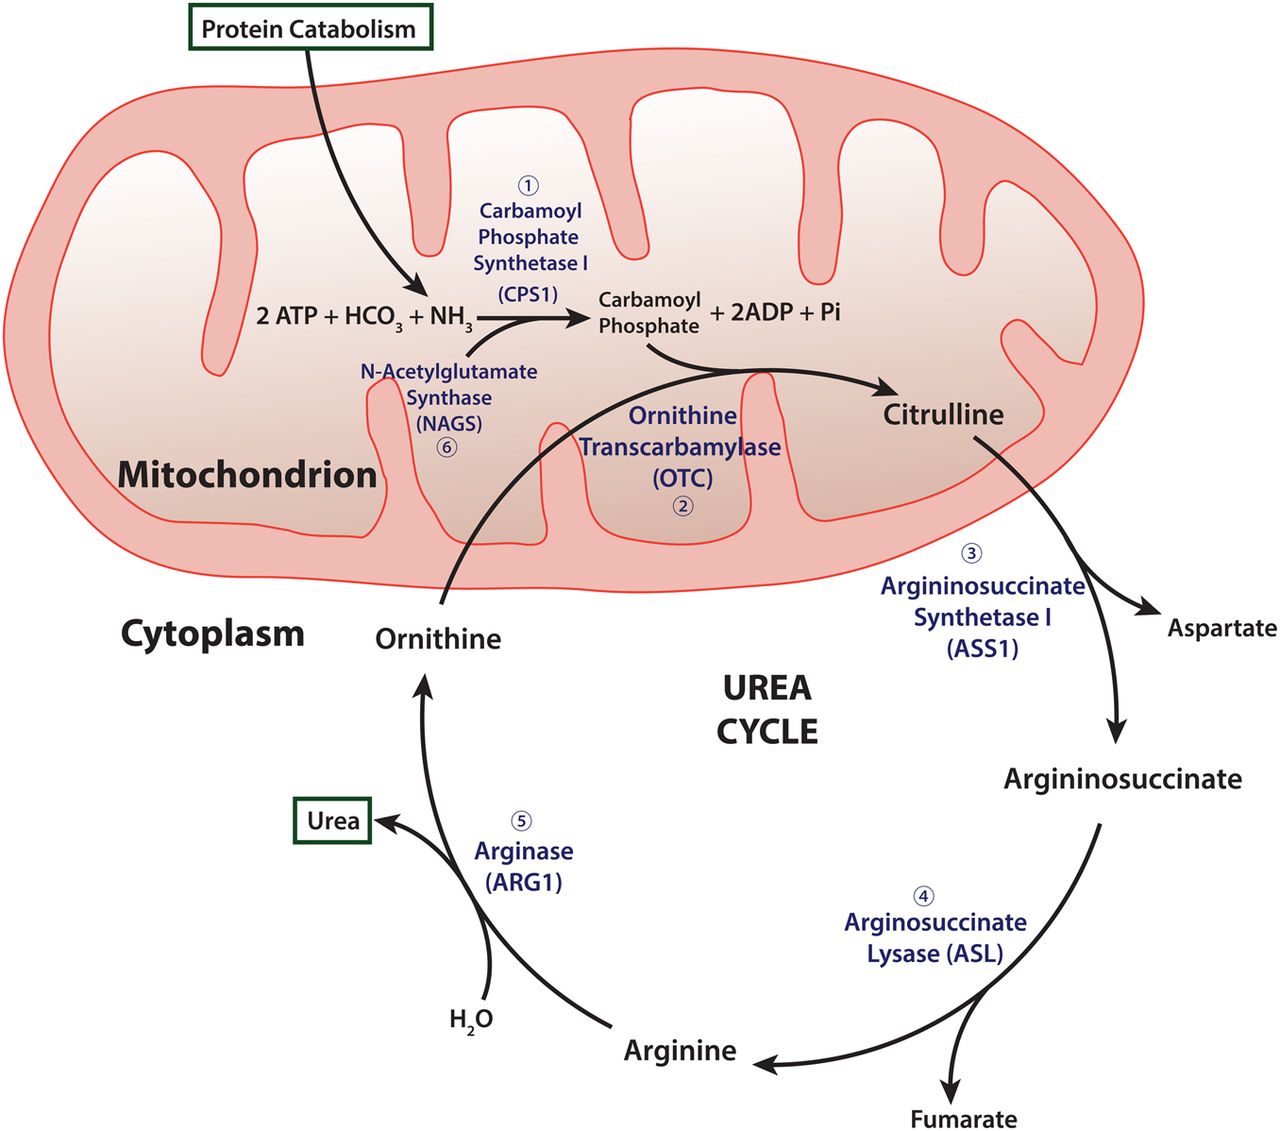 Protein Catabolism
①
Carbamoyl
Phosphate
Synthetase I
(CPS1)
2 ATP + HCO₃ + NH₃
Carbamoyl
Phosphate
+ 2ADP + Pi
N-Acetylglutamate
Synthase
(NAGS)
⑥
Ornithine
Transcarbamylase
(OTC)
②
Citrulline
Mitochondrion
③
Argininosuccinate
Synthetase I
(ASS1)
Aspartate
Cytoplasm
Ornithine
UREA
CYCLE
Argininosuccinate
Urea
⑤
Arginase
(ARG1)
④
Arginosuccinate
Lysase (ASL)
H₂O
Arginine
Fumarate